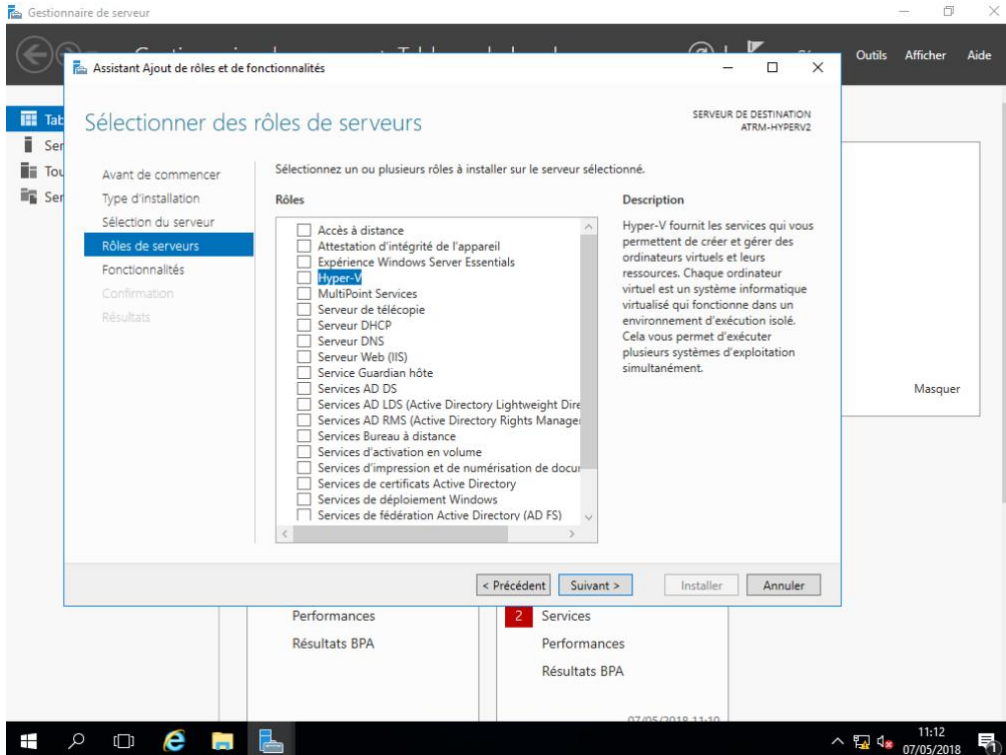 Gestionnaire de serveur
Outils Afficher Aide
Assistant Ajout de rôles et de fonctionnalités
Sélectionner des rôles de serveurs
SERVEUR DE DESTINATION
ATRM-HYPERV2
Tab
Ser
Tou
Ser
Avant de commencer
Type d'installation
Sélection du serveur
Rôles de serveurs
Fonctionnalités
Confirmation
Résultats
Sélectionnez un ou plusieurs rôles à installer sur le serveur sélectionné.
Rôles
Accès à distance
Attestation d'intégrité de l'appareil
Expérience Windows Server Essentials
Hyper-V
MultiPoint Services
Serveur de télécopie
Serveur DHCP
Serveur DNS
Serveur Web (IIS)
Service Guardian hôte
Services AD DS
Services AD LDS (Active Directory Lightweight Dire
Services AD RMS (Active Directory Rights Manage
Services Bureau à distance
Services d'activation en volume
Services d'impression et de numérisation de docu
Services de certificats Active Directory
Services de déploiement Windows
Services de fédération Active Directory (AD FS)
Description
Hyper-V fournit les services qui vous
permettent de créer et gérer des
ordinateurs virtuels et leurs
ressources. Chaque ordinateur
virtuel est un système informatique
virtualisé qui fonctionne dans un
environnement d'exécution isolé.
Cela vous permet d'exécuter
plusieurs systèmes d'exploitation
simultanément.
Masquer
< Précédent
Suivant >
Installer
Annuler
Performances
Résultats BPA
2 Services
Performances
Résultats BPA
07/05/2018 11:10
11:12
07/05/2018